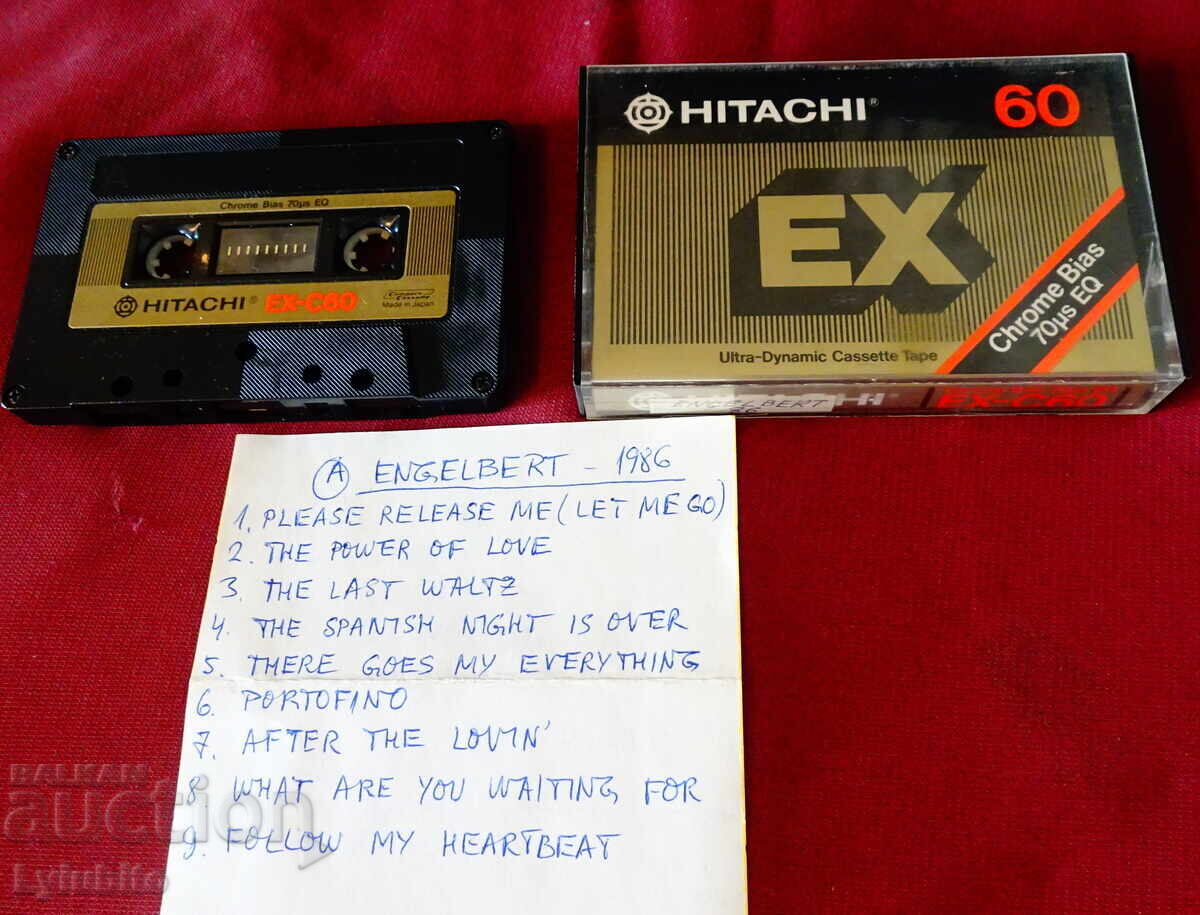 A
Chrome Bias 70µs EQ
HITACHI® EX-C60
Compact Cassette
Made in Japan
HITACHI® 60
EX
Chrome Bias
70µs EQ
Ultra-Dynamic Cassette Tape
ENGELBERT
HITACHI EX-C60
A ENGELBERT - 1986
1. PLEASE RELEASE ME (LET ME GO)
2. THE POWER OF LOVE
3. THE LAST WALTZ
4. THE SPANISH NIGHT IS OVER
5. THERE GOES MY EVERYTHING
6. PORTOFINO
7. AFTER THE LOVIN'
8 WHAT ARE YOU WAITING FOR
9. FOLLOW MY HEARTBEAT
BALKAN
auction